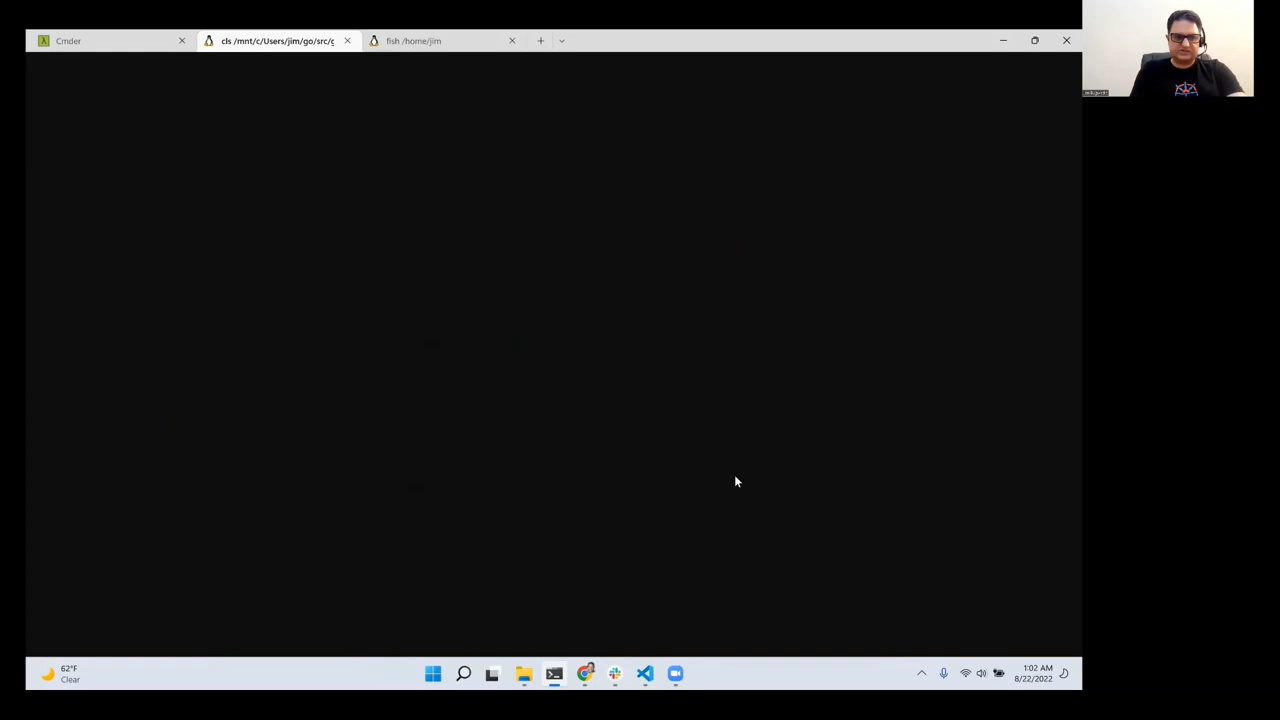 Cmder
cls /mnt/c/Users/jim/go/src/g
fish /home/jim
62°F
Clear
1:02 AM
8/22/2022